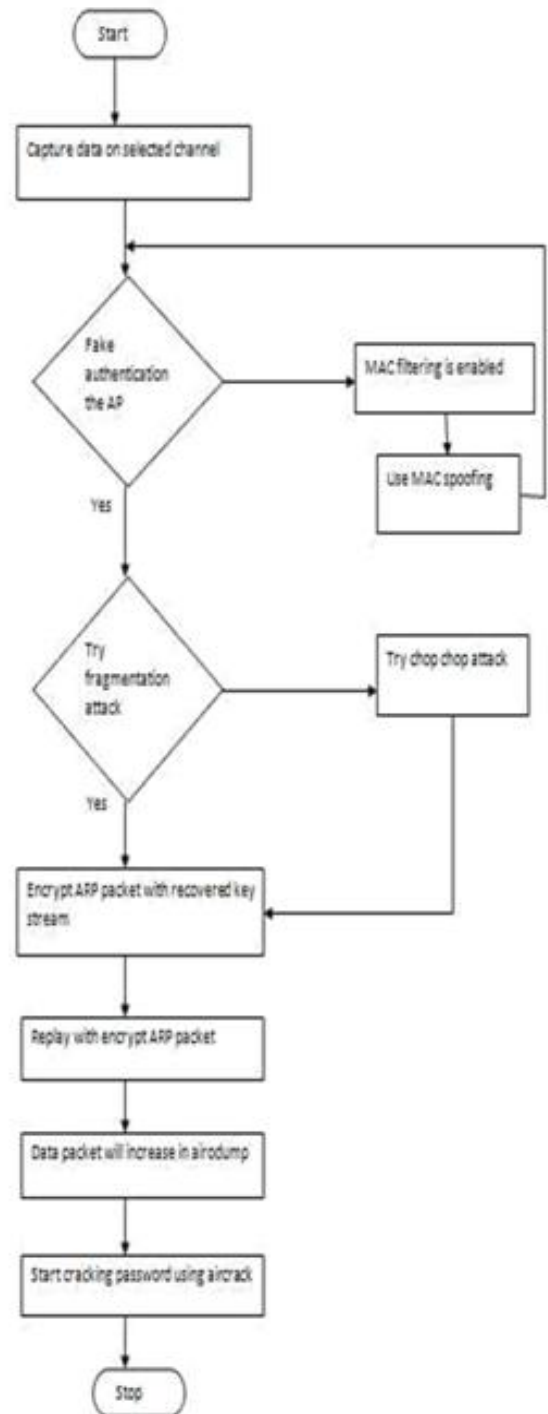 Start
Capture data on selected channel
Fake
authentication
the AP
MAC filtering is enabled
Use MAC spoofing
Yes
Try
fragmentation
attack
Try chop chop attack
Yes
Encrypt ARP packet with recovered key
stream
Replay with encrypt ARP packet
Data packet will increase in airodump
Start cracking password using aircrack
Stop